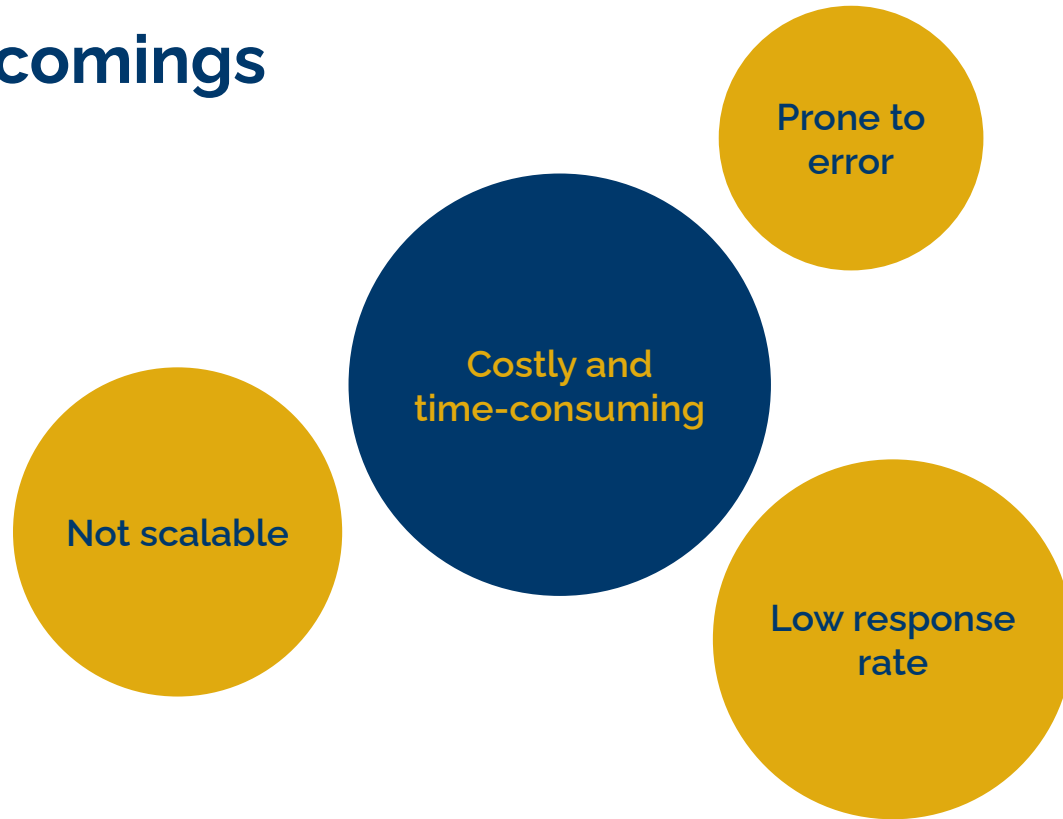 comings
Prone to
error
Costly and
time-consuming
Not scalable
Low response
rate